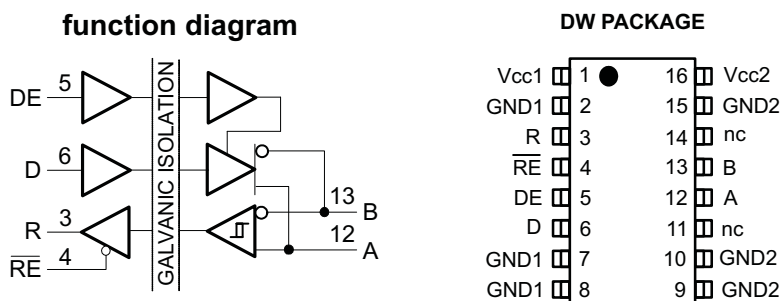 function diagram
DE 5
D 6
R 3
RE 4
GALVANIC ISOLATION
13 B
12 A
DW PACKAGE
Vcc1 1 16 Vcc2
GND1 2 15 GND2
R 3 14 nc
RE 4 13 B
DE 5 12 A
D 6 11 nc
GND1 7 10 GND2
GND1 8 9 GND2